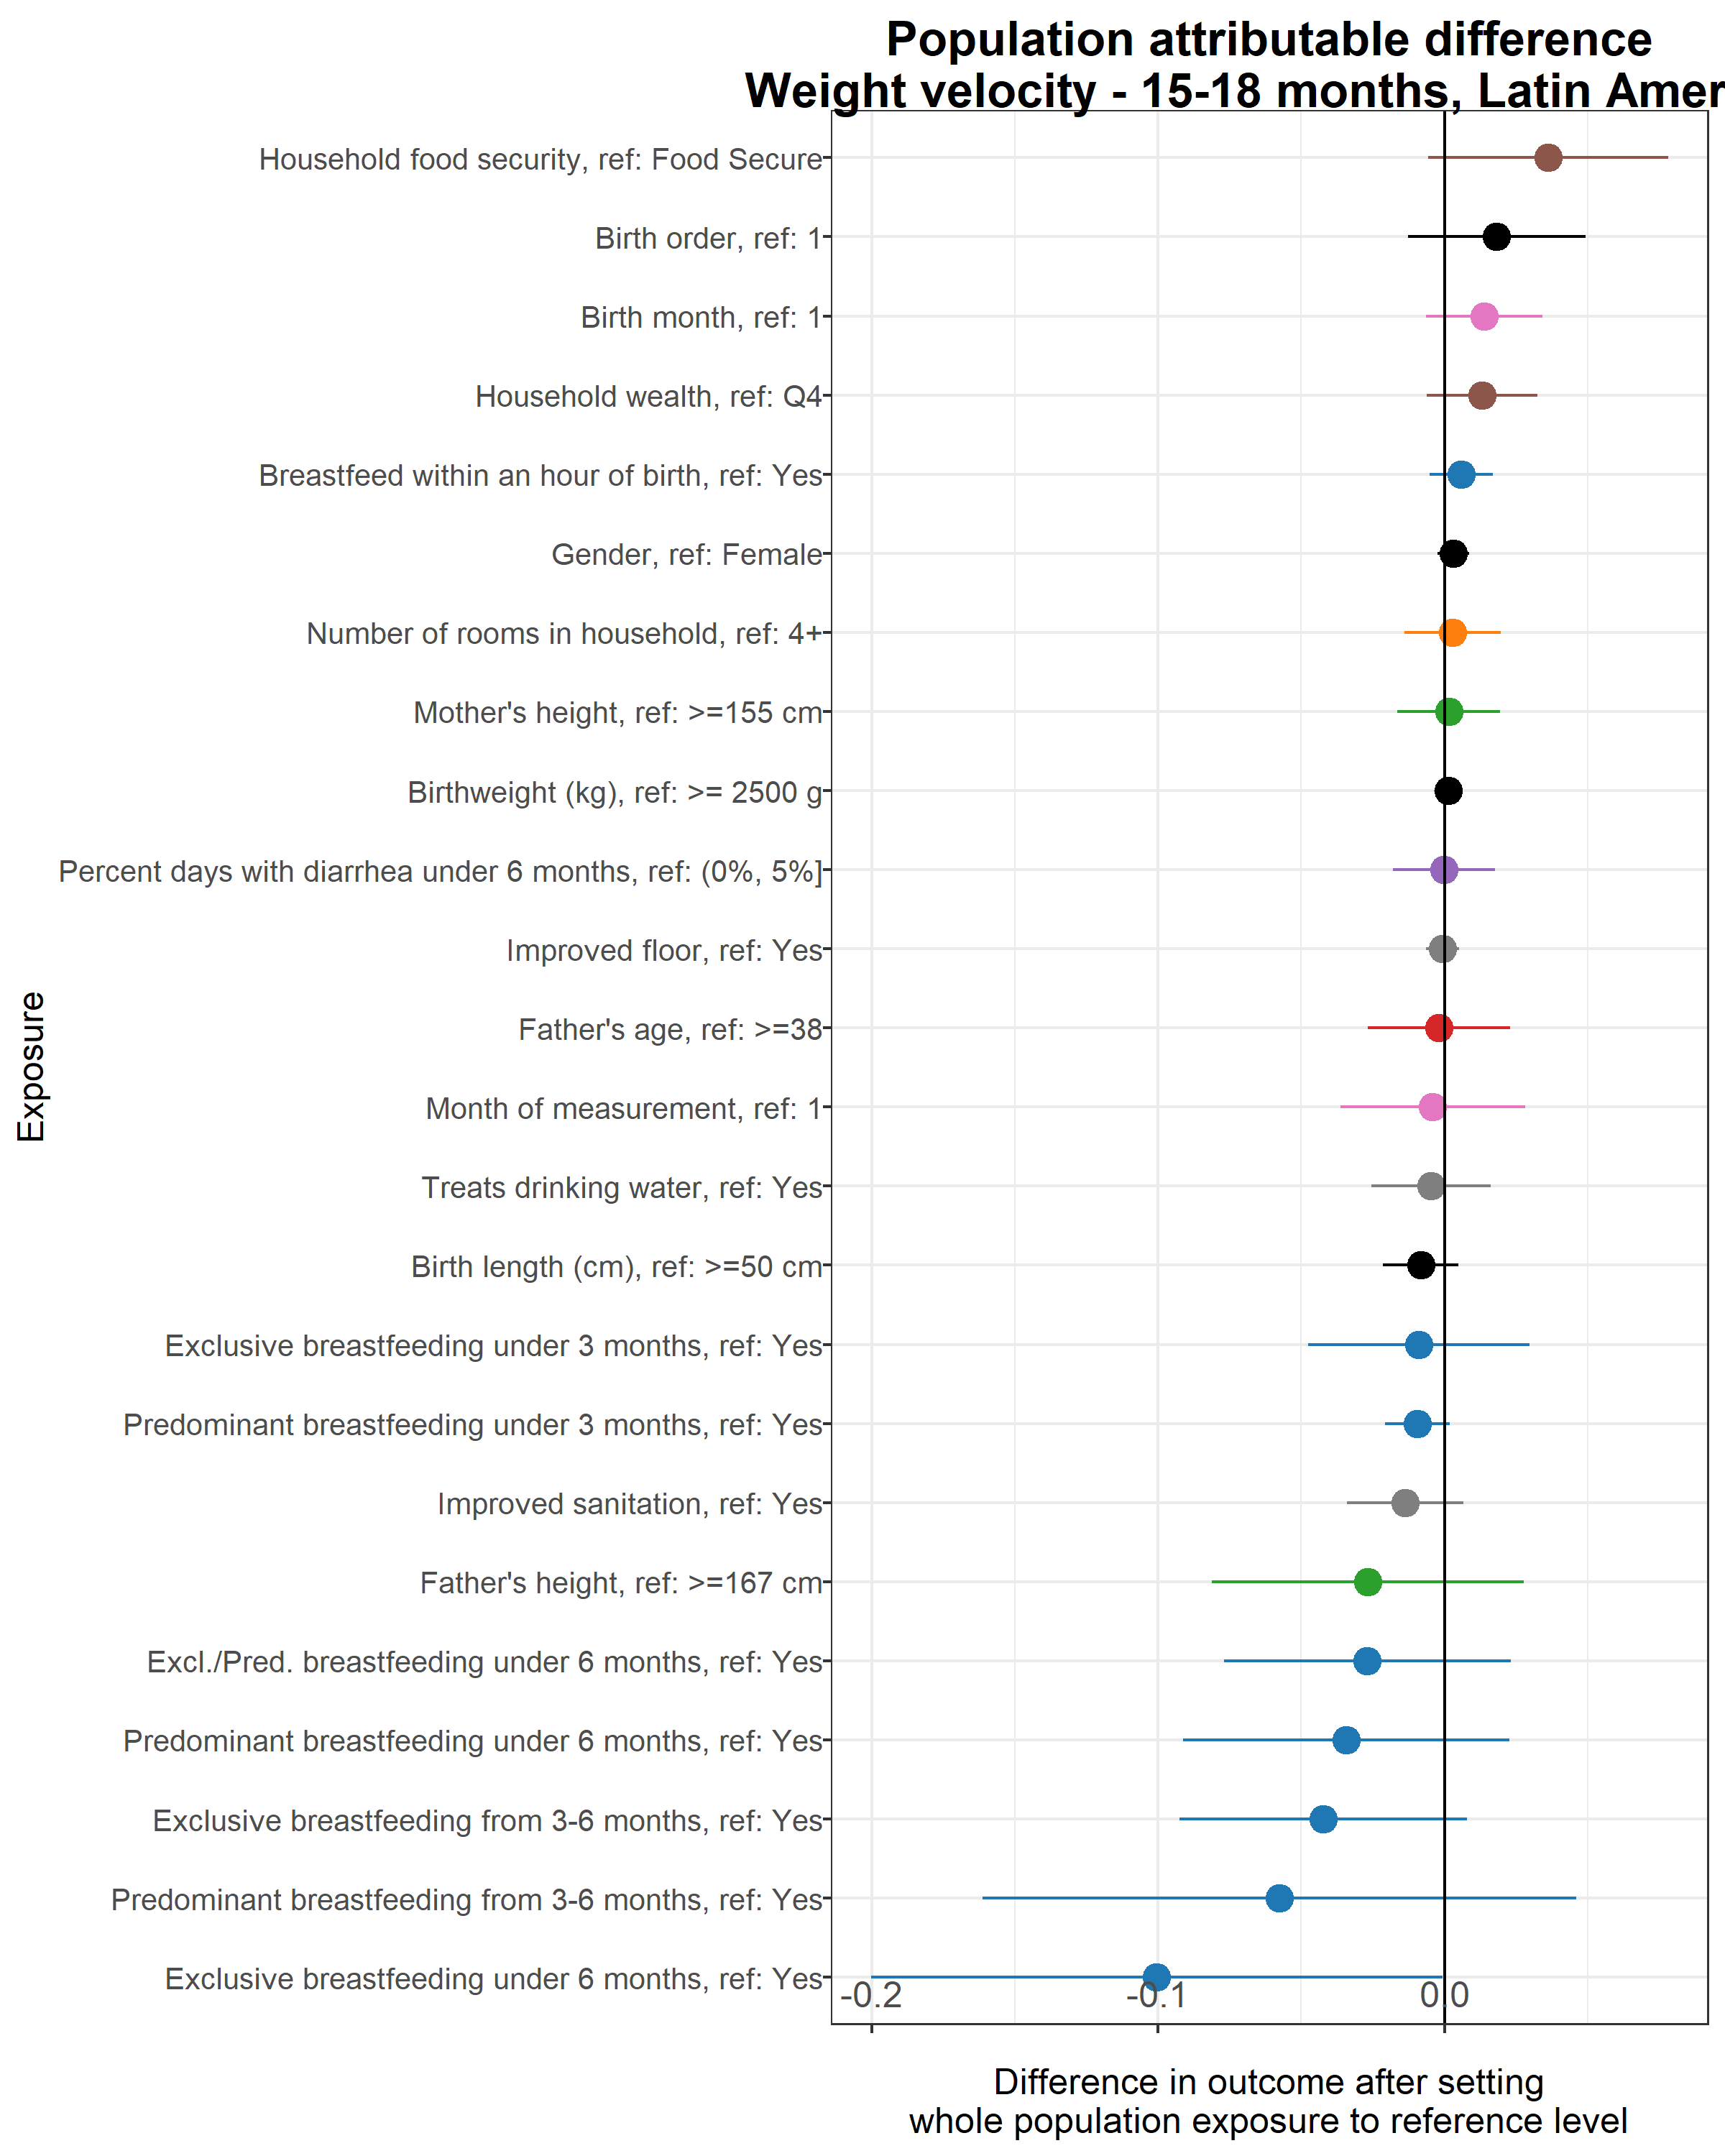 Population attributable difference
Weight velocity - 15-18 months, Latin Amer
Household food security, ref: Food Secure
Birth order, ref: 1
Birth month, ref: 1
Household wealth, ref: Q4
Breastfeed within an hour of birth, ref: Yes
Gender, ref: Female
Number of rooms in household, ref: 4+
Mother's height, ref: >=155 cm
Birthweight (kg), ref: >= 2500 g
Percent days with diarrhea under 6 months, ref: (0%, 5%]
Improved floor, ref: Yes
Father's age, ref: >=38
Month of measurement, ref: 1
Treats drinking water, ref: Yes
Birth length (cm), ref: >=50 cm
Exclusive breastfeeding under 3 months, ref: Yes
Predominant breastfeeding under 3 months, ref: Yes
Improved sanitation, ref: Yes
Father's height, ref: >=167 cm
Excl./Pred. breastfeeding under 6 months, ref: Yes
Predominant breastfeeding under 6 months, ref: Yes
Exclusive breastfeeding from 3-6 months, ref: Yes
Predominant breastfeeding from 3-6 months, ref: Yes
Exclusive breastfeeding under 6 months, ref: Yes
Exposure
-0.2 -0.1 0.0
Difference in outcome after setting
whole population exposure to reference level